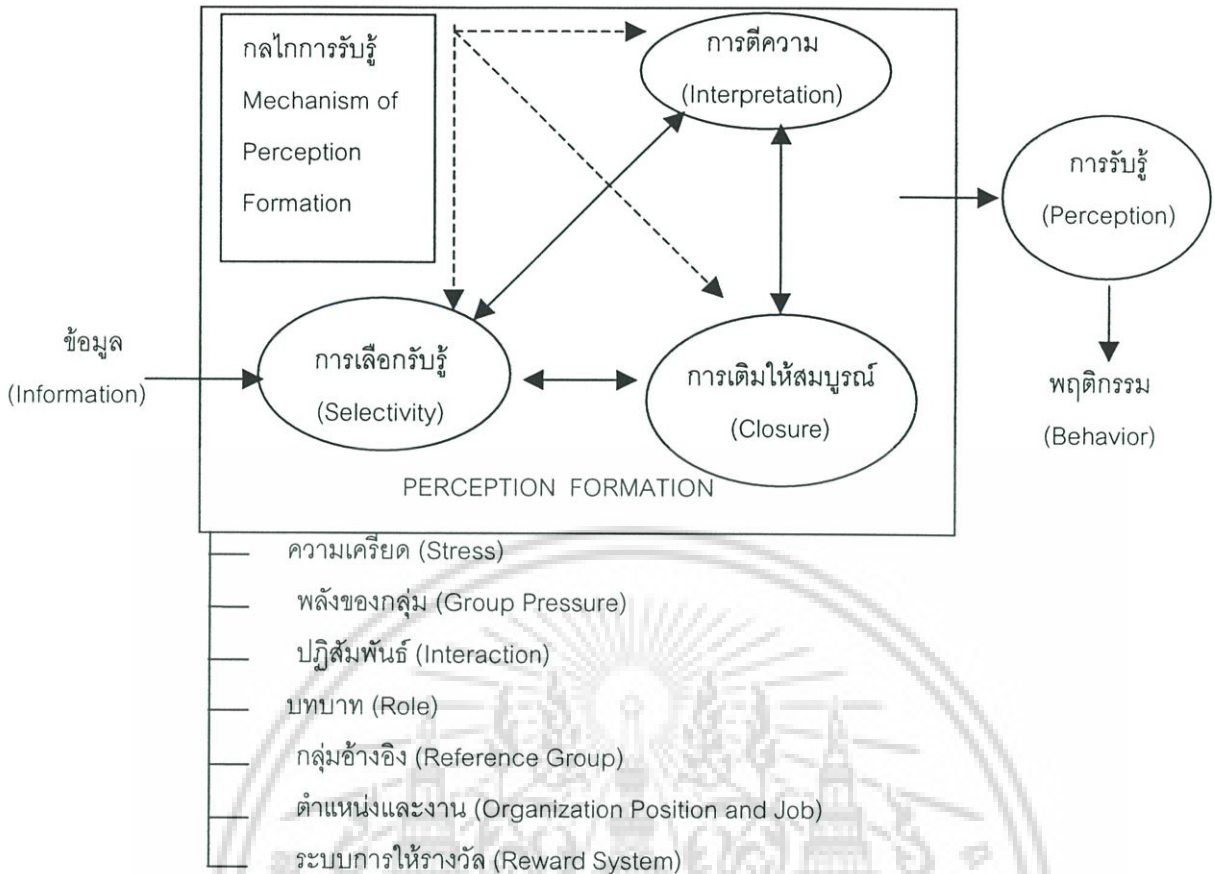 กลไกการรับรู้
Mechanism of
Perception
Formation
การตีความ
(Interpretation)
การรับรู้
(Perception)
ข้อมูล
(Information)
การเลือกรับรู้
(Selectivity)
การเติมให้สมบูรณ์
(Closure)
พฤติกรรม
(Behavior)
PERCEPTION FORMATION
ความเครียด (Stress)
พลังของกลุ่ม (Group Pressure)
ปฏิสัมพันธ์ (Interaction)
บทบาท (Role)
กลุ่มอ้างอิง (Reference Group)
ตำแหน่งและงาน (Organization Position and Job)
ระบบการให้รางวัล (Reward System)